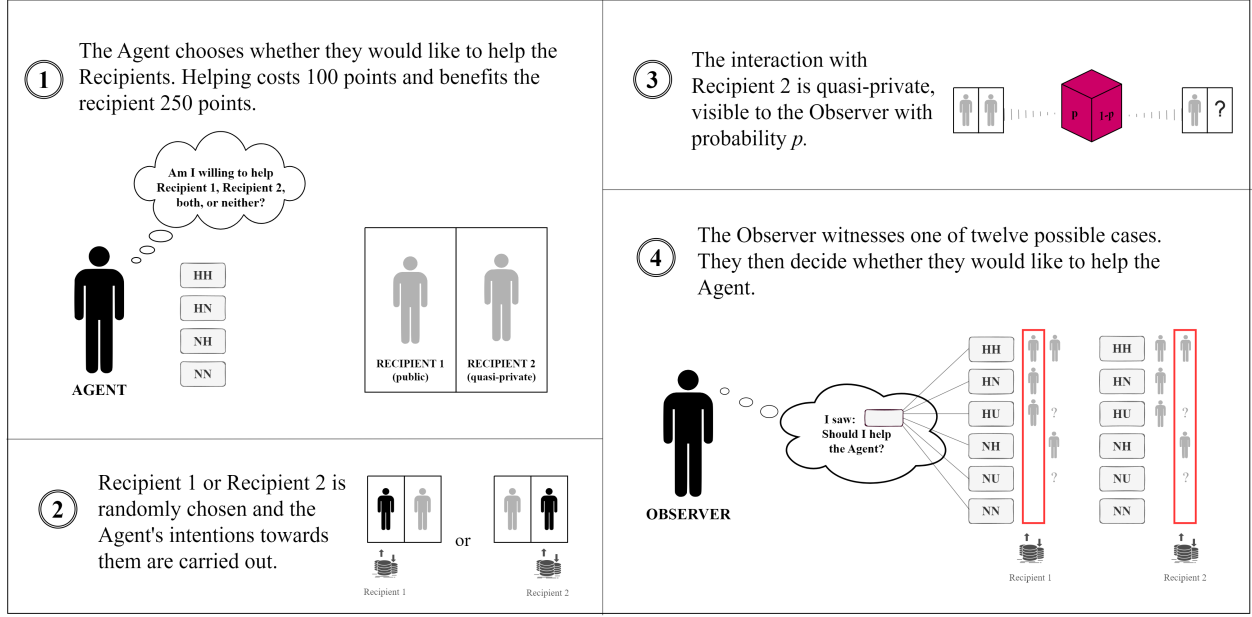 1
The Agent chooses whether they would like to help the
Recipients. Helping costs 100 points and benefits the
recipient 250 points.
Am I willing to help
Recipient 1, Recipient 2,
both, or neither?
HH
HN
NH
NN
AGENT
RECIPIENT 1
(public)
RECIPIENT 2
(quasi-private)
2
Recipient 1 or Recipient 2 is
randomly chosen and the
Agent's intentions towards
them are carried out.
or
Recipient 1
Recipient 2
3
The interaction with
Recipient 2 is quasi-private,
visible to the Observer with
probability p.
p
1-p
?
4
The Observer witnesses one of twelve possible cases.
They then decide whether they would like to help the
Agent.
I saw:
Should I help
the Agent?
OBSERVER
HH
HN
HU ?
NH
NU ?
NN
Recipient 1
HH
HN
HU ?
NH
NU ?
NN
Recipient 2